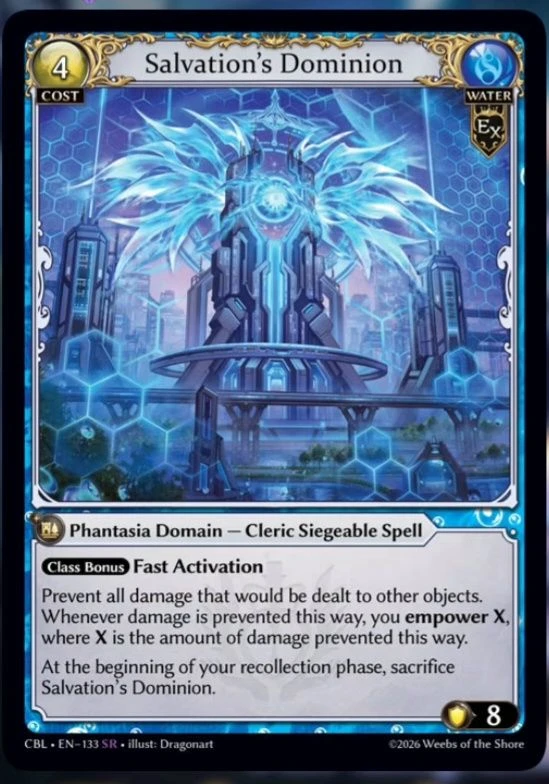 4
COST
Salvation's Dominion
WATER
EX
Phantasia Domain — Cleric Siegeable Spell
Class Bonus Fast Activation
Prevent all damage that would be dealt to other objects.
Whenever damage is prevented this way, you empower X,
where X is the amount of damage prevented this way.
At the beginning of your recollection phase, sacrifice
Salvation's Dominion.
8
CBL • EN–133 SR • illust: Dragonart
©2026 Weebs of the Shore